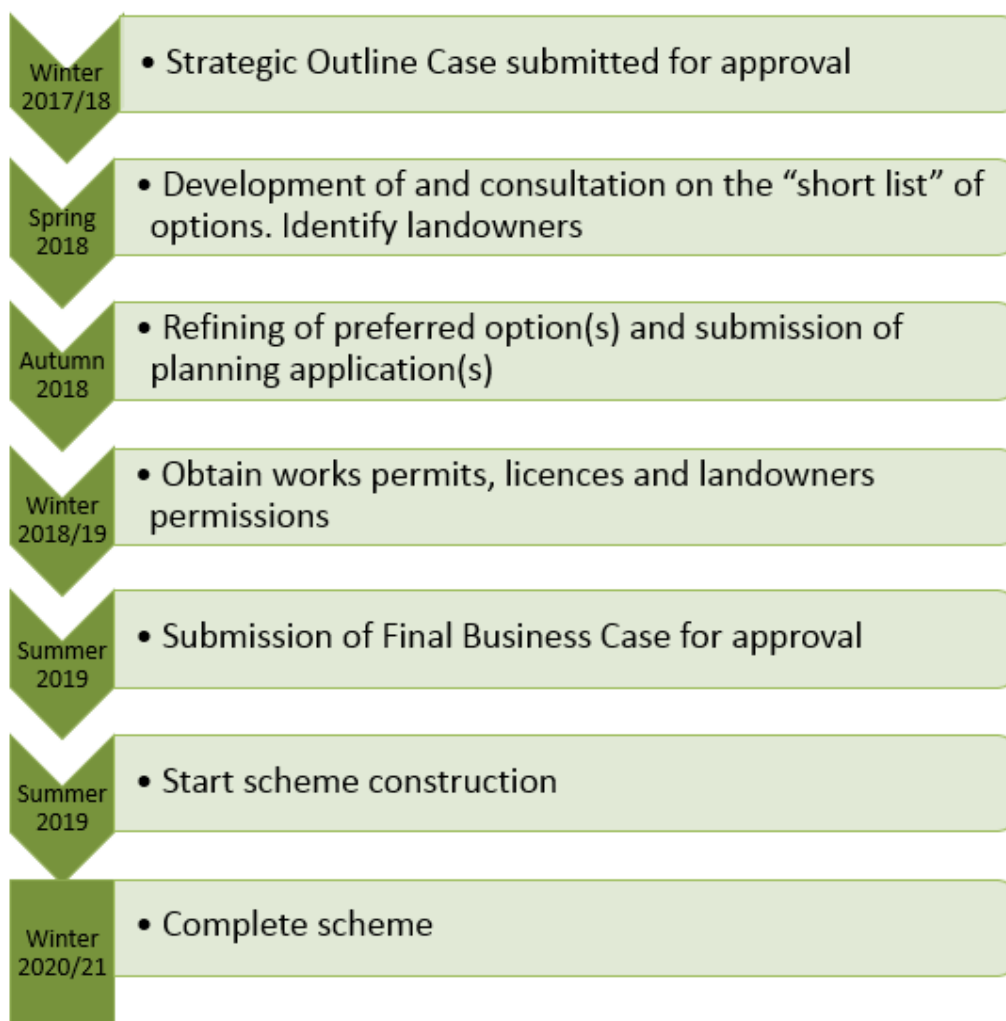 Winter
2017/18
• Strategic Outline Case submitted for approval
Spring
2018
• Development of and consultation on the “short list” of
options. Identify landowners
Autumn
2018
• Refining of preferred option(s) and submission of
planning application(s)
Winter
2018/19
• Obtain works permits, licences and landowners
permissions
Summer
2019
• Submission of Final Business Case for approval
Summer
2019
• Start scheme construction
Winter
2020/21
• Complete scheme